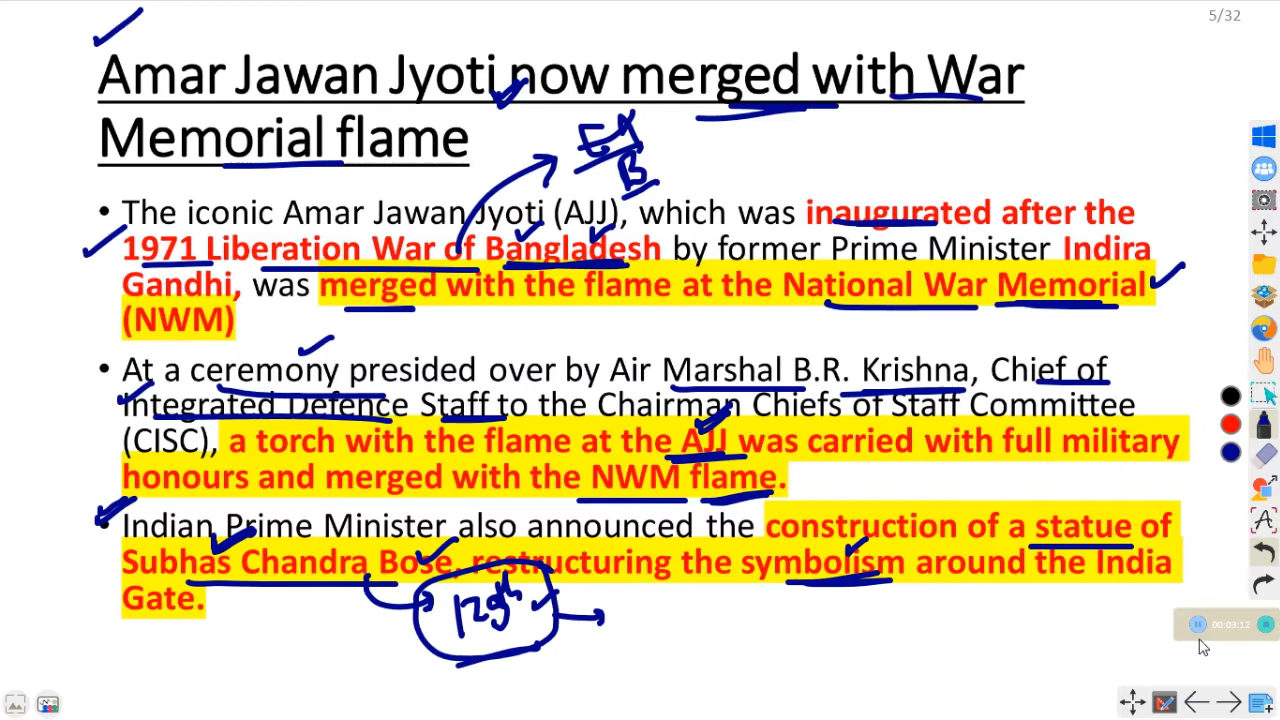 5/32
Amar Jawan Jyoti now merged with War
Memorial flame
• The iconic Amar Jawan Jyoti (AJJ), which was inaugurated after the
1971 Liberation War of Bangladesh by former Prime Minister Indira
Gandhi, was merged with the flame at the National War Memorial
(NWM)
• At a ceremony presided over by Air Marshal B.R. Krishna, Chief of
Integrated Defence Staff to the Chairman Chiefs of Staff Committee
(CISC), a torch with the flame at the AJJ was carried with full military
honours and merged with the NWM flame.
• Indian Prime Minister also announced the construction of a statue of
Subhas Chandra Bose, restructuring the symbolism around the India
Gate.
B
129th
00:03:12